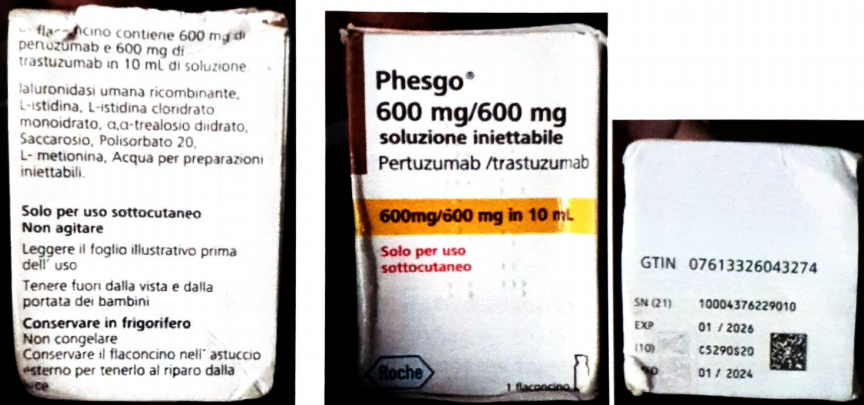 flaconcino contiene 600 mg di
pertuzumab e 600 mg di
trastuzumab in 10 mL di soluzione
Ialuronidasi umana ricombinante,
L-istidina, L-istidina cloridrato
monoidrato, α,α-trealosio diidrato,
Saccarosio, Polisorbato 20,
L- metionina, Acqua per preparazioni
iniettabili.
Solo per uso sottocutaneo
Non agitare
Leggere il foglio illustrativo prima
dell' uso
Tenere fuori dalla vista e dalla
portata dei bambini
Conservare in frigorifero
Non congelare
Conservare il flaconcino nell' astuccio
esterno per tenerlo al riparo dalla
Phesgo®
600 mg/600 mg
soluzione iniettabile
Pertuzumab /trastuzumab
600mg/600 mg in 10 mL
Solo per uso
sottocutaneo
Roche
1 flaconcino
GTIN 07613326043274
SN (21) 10004376229010
EXP 01 / 2026
(10) C5290S20
01 / 2024